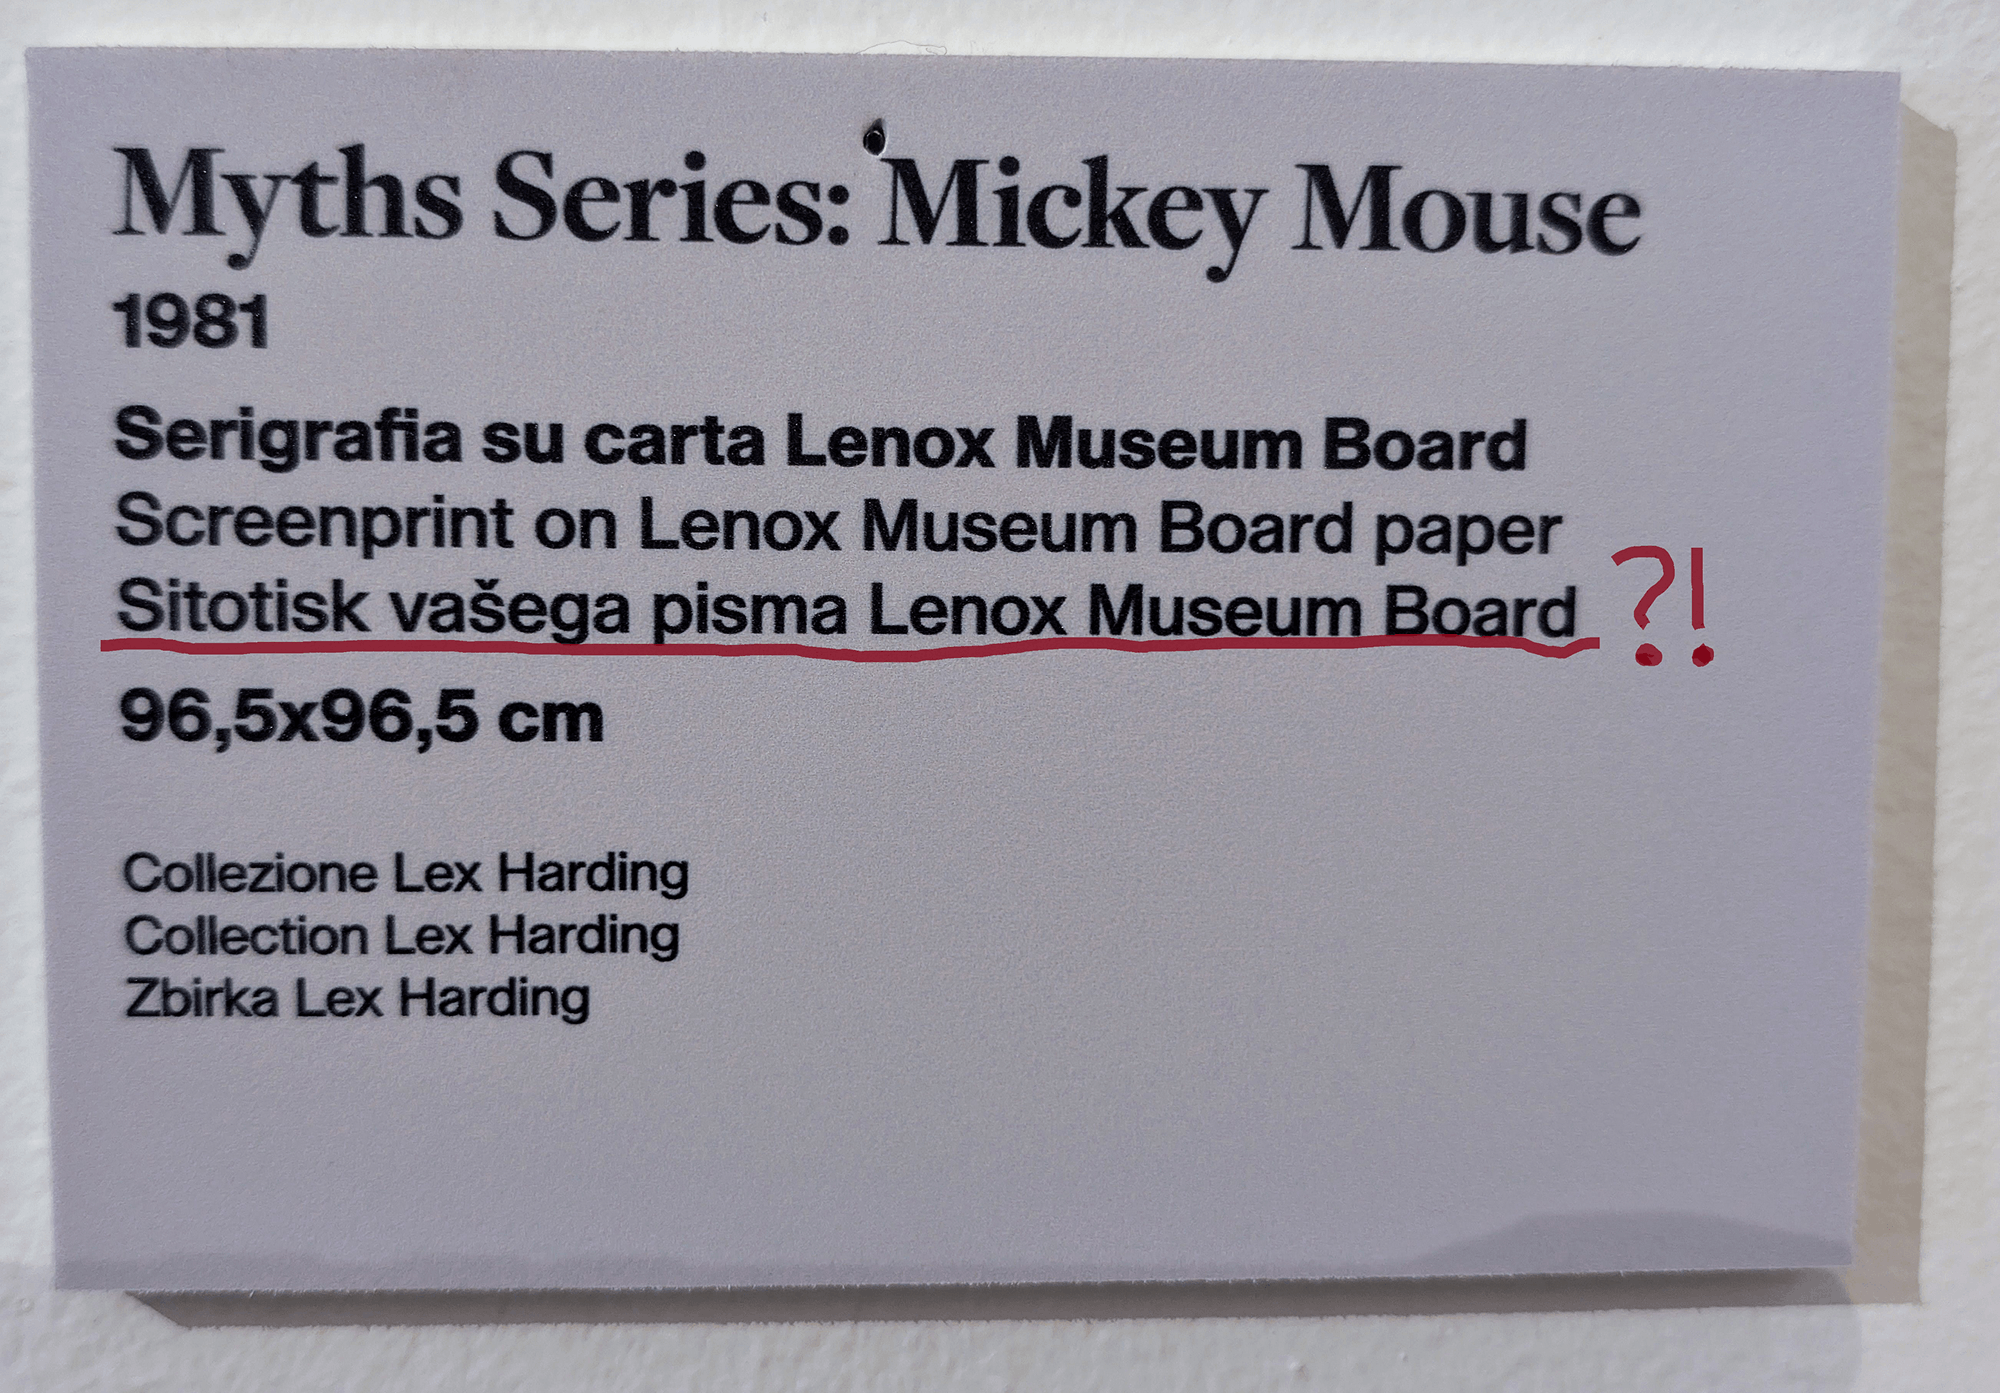 Myths Series: Mickey Mouse
1981
Serigrafia su carta Lenox Museum Board
Screenprint on Lenox Museum Board paper
Sitotisk vašega pisma Lenox Museum Board ?!
96,5x96,5 cm
Collezione Lex Harding
Collection Lex Harding
Zbirka Lex Harding